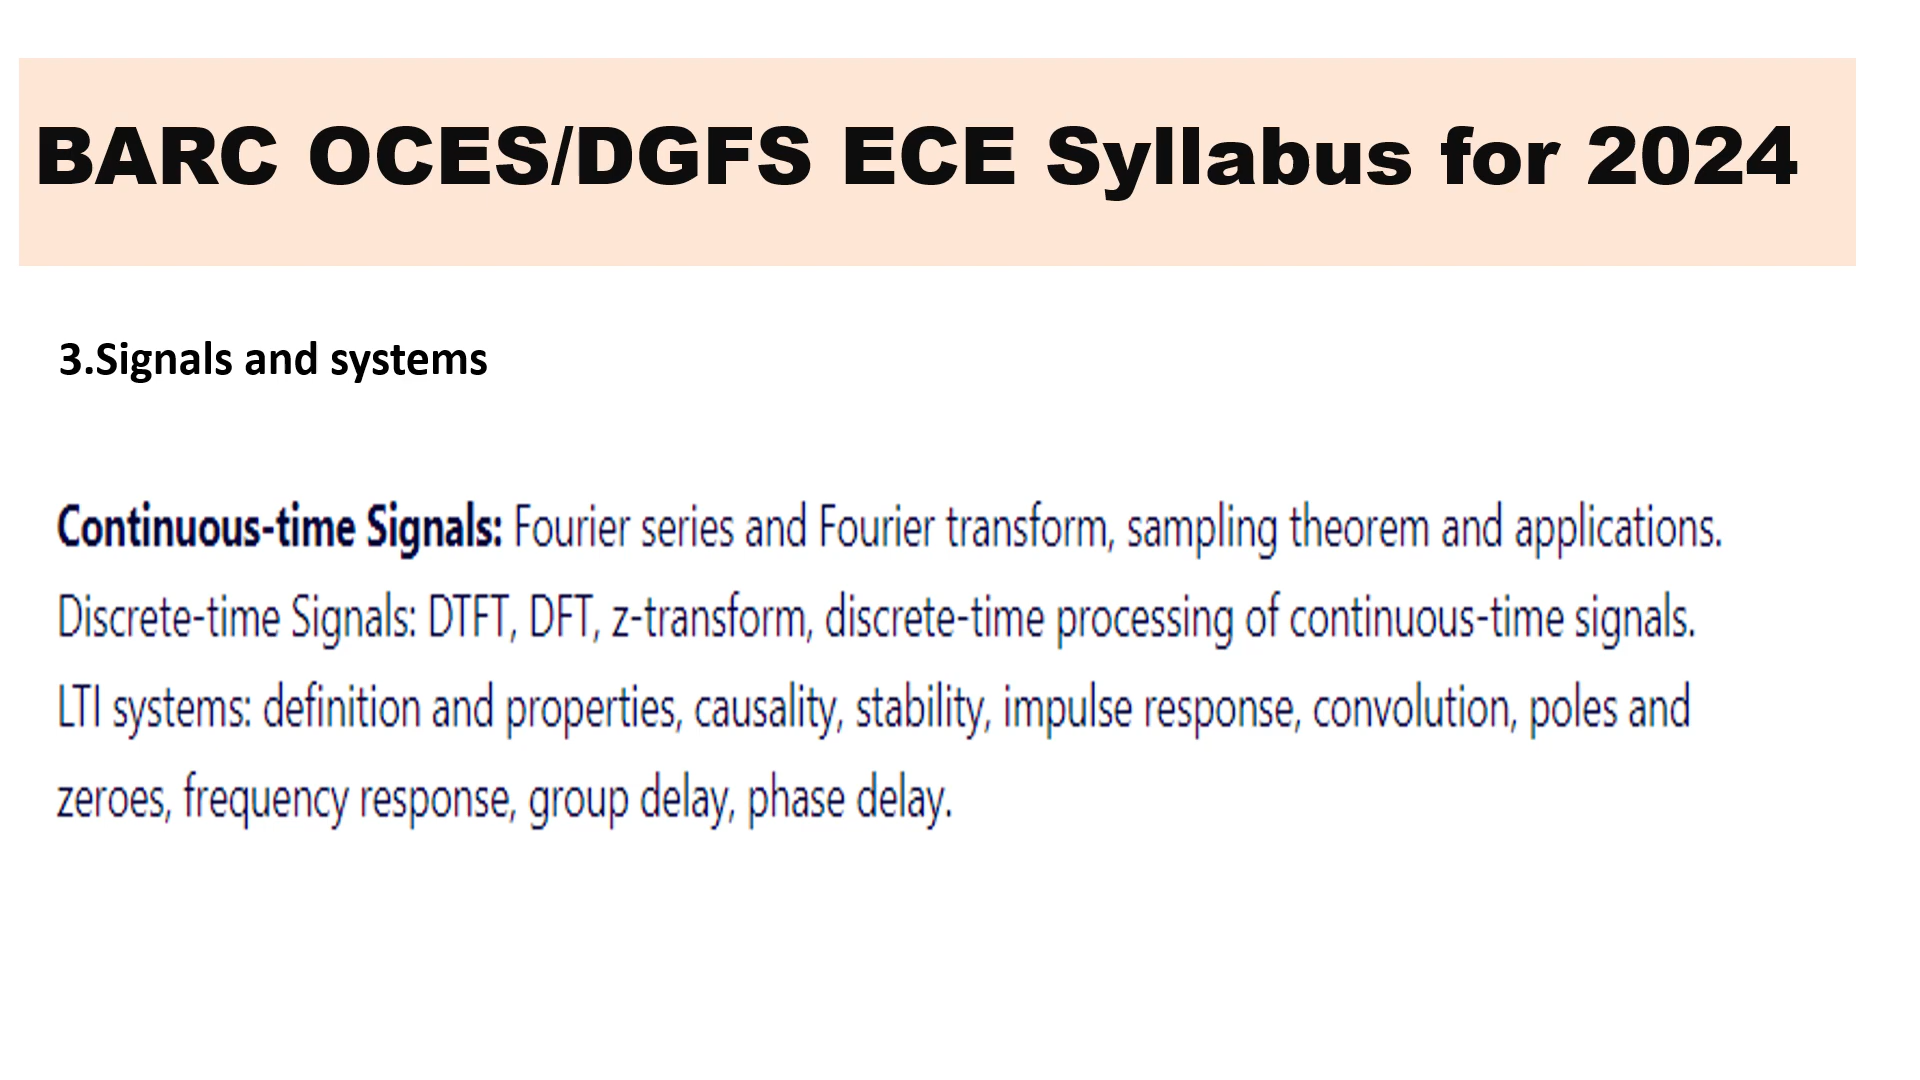 BARC OCES/DGFS ECE Syllabus for 2024
3.Signals and systems
Continuous-time Signals: Fourier series and Fourier transform, sampling theorem and applications.
Discrete-time Signals: DTFT, DFT, z-transform, discrete-time processing of continuous-time signals.
LTI systems: definition and properties, causality, stability, impulse response, convolution, poles and
zeroes, frequency response, group delay, phase delay.